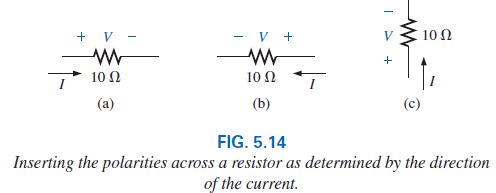 + V −
10 Ω
I
(a)
− V +
10 Ω
I
(b)
−
V
10 Ω
+
I
(c)
FIG. 5.14
Inserting the polarities across a resistor as determined by the direction
of the current.